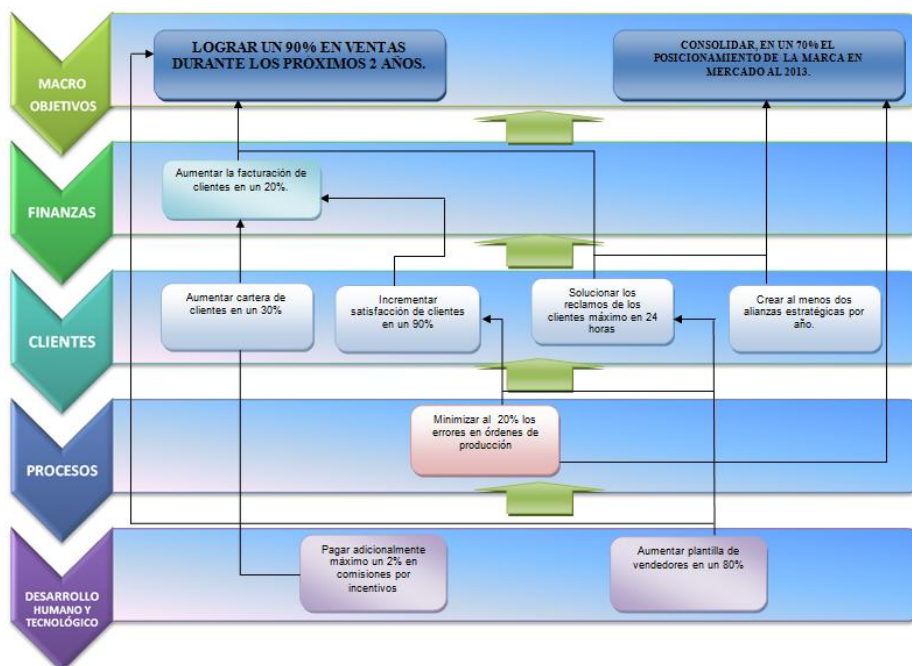 MACRO
OBJETIVOS
LOGRAR UN 90% EN VENTAS
DURANTE LOS PRÓXIMOS 2 AÑOS.
CONSOLIDAR, EN UN 70% EL
POSICIONAMIENTO DE LA MARCA EN
MERCADO AL 2013.
FINANZAS
Aumentar la facturación de
clientes en un 20%.
CLIENTES
Aumentar cartera de
clientes en un 30%
Incrementar
satisfacción de clientes
en un 90%
Solucionar los
reclamos de los
clientes máximo en 24
horas
Crear al menos dos
alianzas estratégicas por
año.
PROCESOS
Minimizar al 20% los
errores en órdenes de
producción
DESARROLLO
HUMANO Y
TECNOLÓGICO
Pagar adicionalmente
máximo un 2% en
comisiones por
incentivos
Aumentar plantilla de
vendedores en un 80%